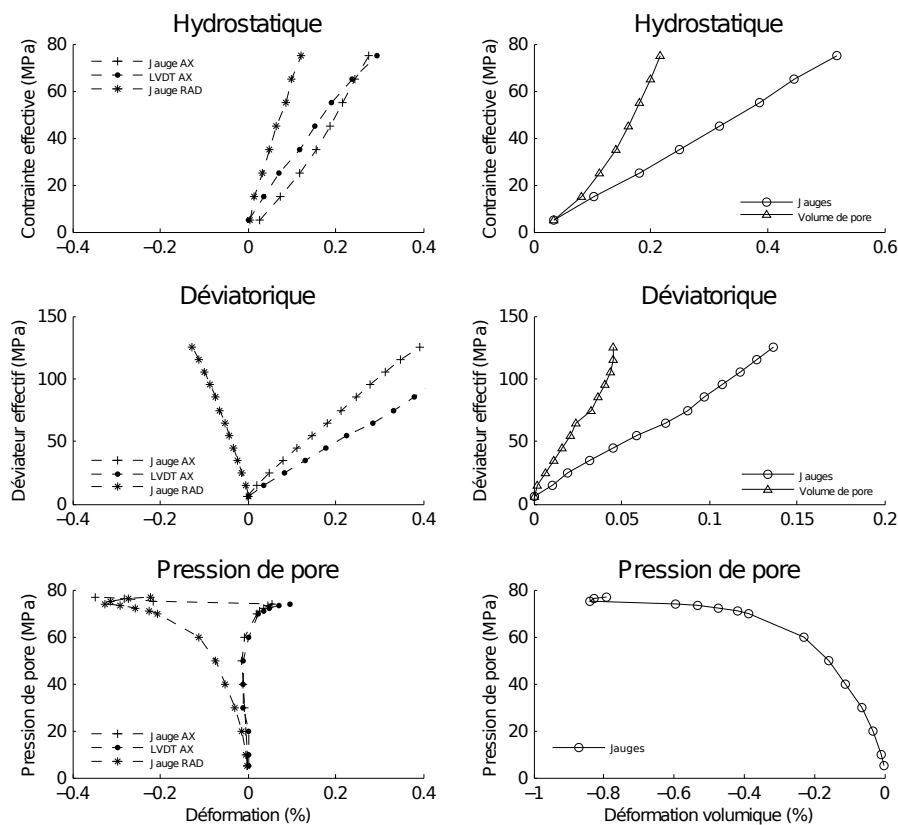 Hydrostatique
Contrainte effective (MPa)
80
60
40
20
0
Jauge AX
LVDT AX
Jauge RAD
−0.4 −0.2 0 0.2 0.4
Hydrostatique
Contrainte effective (MPa)
80
60
40
20
0
Jauges
Volume de pore
0 0.2 0.4 0.6
Déviatorique
Déviateur effectif (MPa)
150
100
50
0
Jauge AX
LVDT AX
Jauge RAD
−0.4 −0.2 0 0.2 0.4
Déviatorique
Déviateur effectif (MPa)
150
100
50
0
Jauges
Volume de pore
0 0.05 0.1 0.15 0.2
Pression de pore
Pression de pore (MPa)
80
60
40
20
0
Jauge AX
LVDT AX
Jauge RAD
−0.4 −0.2 0 0.2 0.4
Déformation (%)
Pression de pore
Pression de pore (MPa)
80
60
40
20
0
Jauges
−1 −0.8 −0.6 −0.4 −0.2 0
Déformation volumique (%)